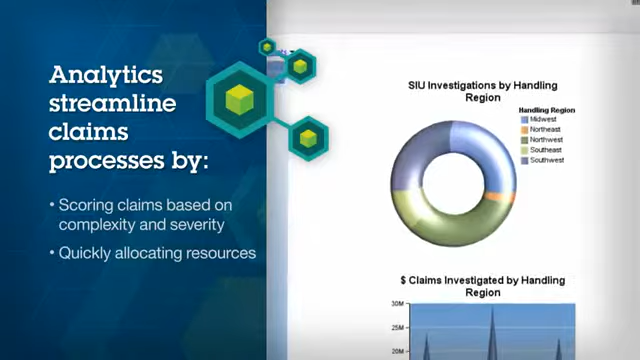 Analytics
streamline
claims
processes by:
• Scoring claims based on
complexity and severity
• Quickly allocating resources
SIU Investigations by Handling
Region
Handling Region
Midwest
Northeast
Northwest
Southeast
Southwest
$ Claims Investigated by Handling
Region
30M
25M
20M